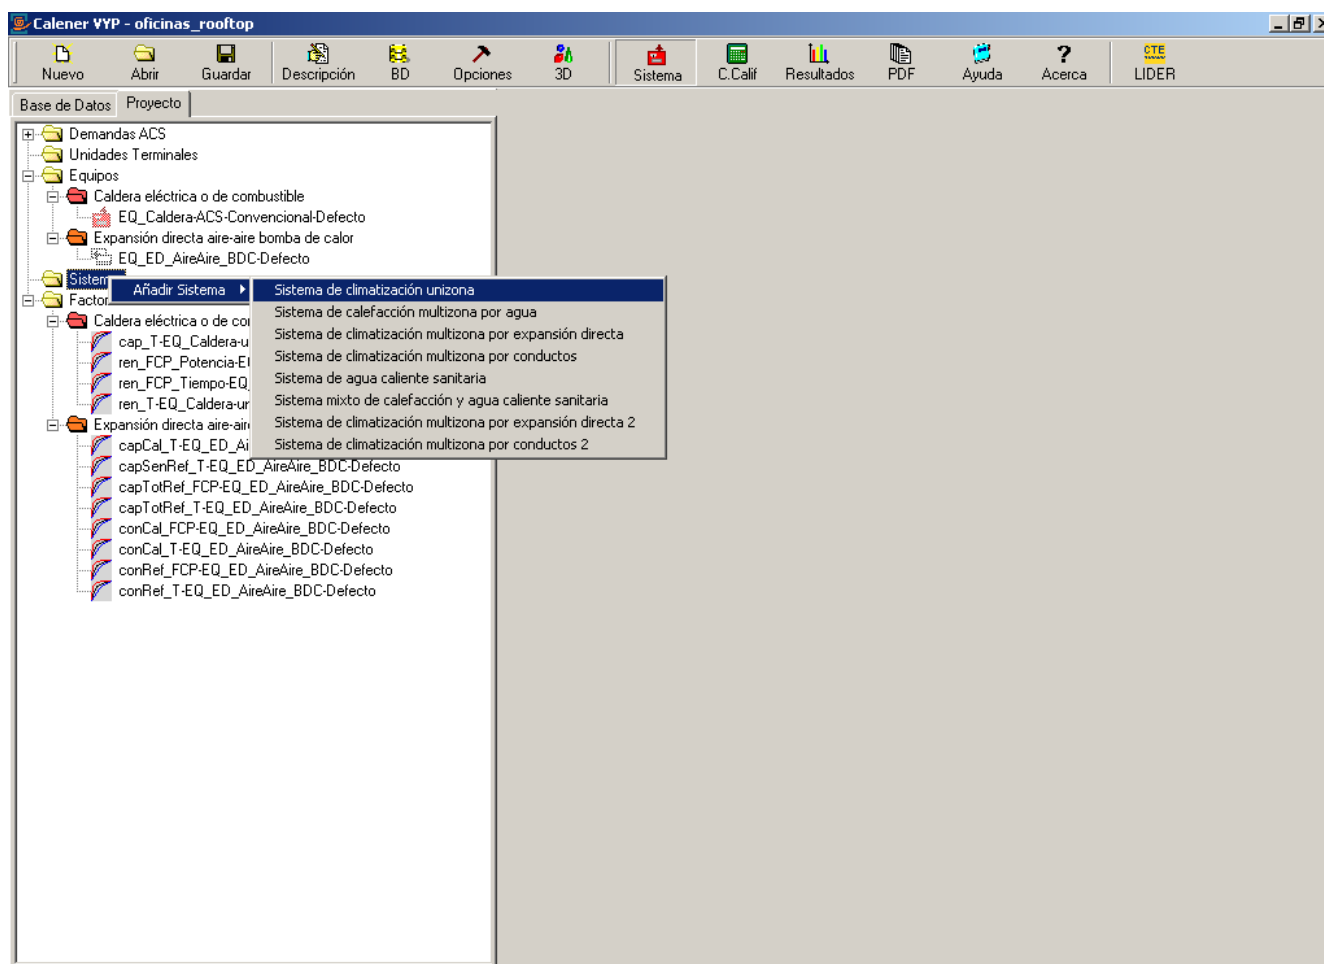 Calener VYP - oficinas_rooftop
Nuevo Abrir Guardar Descripción BD Opciones 3D Sistema C.Calif Resultados PDF Ayuda Acerca CTE LIDER
Base de Datos Proyecto
Demandas ACS
Unidades Terminales
Equipos
Caldera eléctrica o de combustible
EQ_Caldera-ACS-Convencional-Defecto
Expansión directa aire-aire bomba de calor
EQ_ED_AireAire_BDC-Defecto
Sistem
Añadir Sistema
Sistema de climatización unizona
Sistema de calefacción multizona por agua
Sistema de climatización multizona por expansión directa
Sistema de climatización multizona por conductos
Sistema de agua caliente sanitaria
Sistema mixto de calefacción y agua caliente sanitaria
Sistema de climatización multizona por expansión directa 2
Sistema de climatización multizona por conductos 2
Factor
Caldera eléctrica o de co
cap_T-EQ_Caldera-u
ren_FCP_Potencia-E
ren_FCP_Tiempo-EQ_
ren_T-EQ_Caldera-ur
Expansión directa aire-air
capCal_T-EQ_ED_Ai
capSenRef_T-EQ_ED_AireAire_BDC-Defecto
capTotRef_FCP-EQ_ED_AireAire_BDC-Defecto
capTotRef_T-EQ_ED_AireAire_BDC-Defecto
conCal_FCP-EQ_ED_AireAire_BDC-Defecto
conCal_T-EQ_ED_AireAire_BDC-Defecto
conRef_FCP-EQ_ED_AireAire_BDC-Defecto
conRef_T-EQ_ED_AireAire_BDC-Defecto